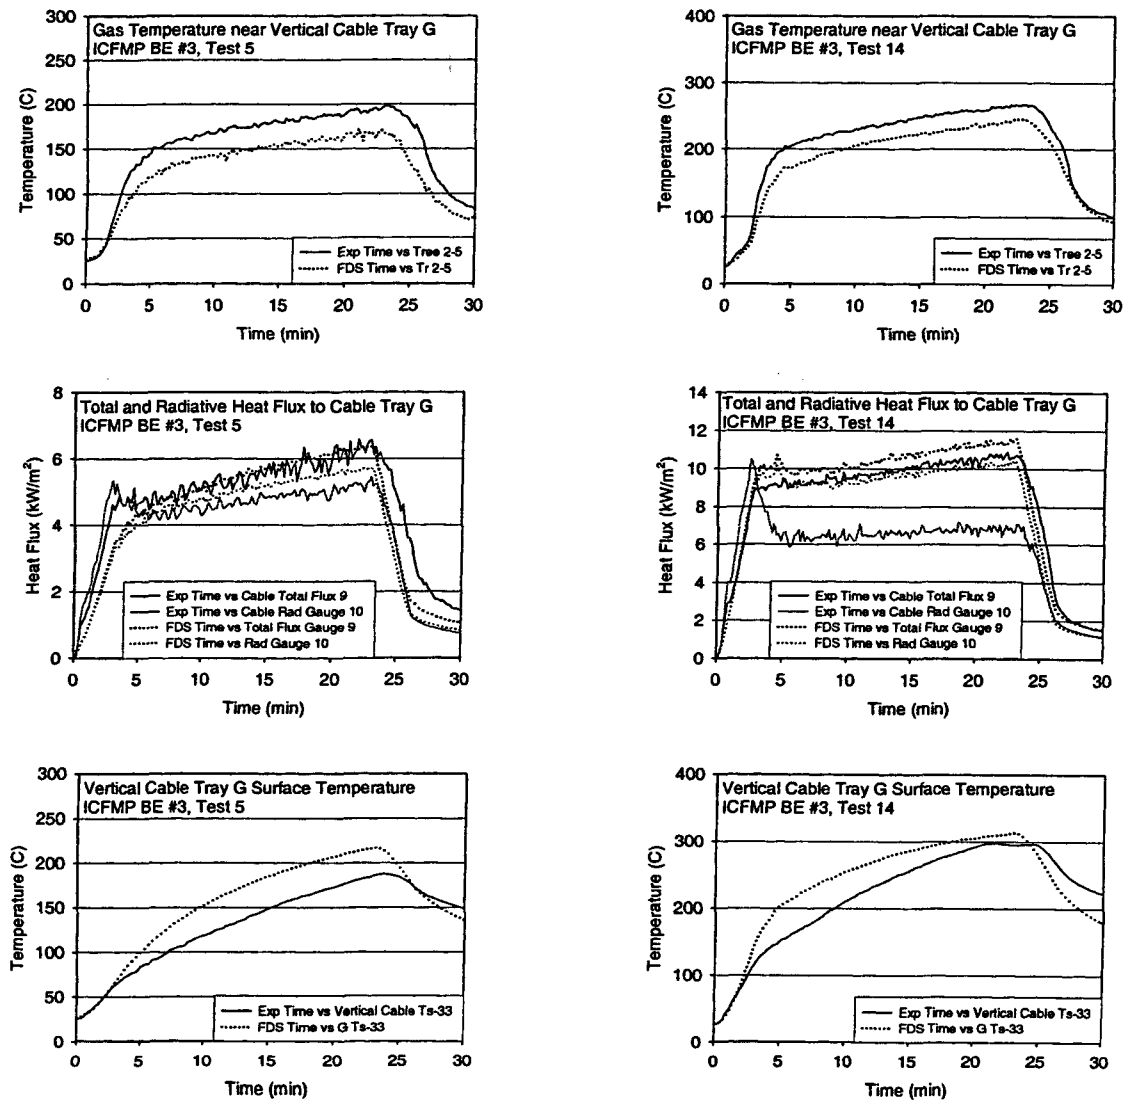 Gas Temperature near Vertical Cable Tray G
ICFMP BE #3, Test 5
Temperature (C)
300
250
200
150
100
50
0
Exp Time vs Tree 2-5
FDS Time vs Tr 2-5
0 5 10 15 20 25 30
Time (min)
Gas Temperature near Vertical Cable Tray G
ICFMP BE #3, Test 14
Temperature (C)
400
300
200
100
0
Exp Time vs Tree 2-5
FDS Time vs Tr 2-5
0 5 10 15 20 25 30
Time (min)
Total and Radiative Heat Flux to Cable Tray G
ICFMP BE #3, Test 5
Heat Flux (kW/m²)
8
6
4
2
0
Exp Time vs Cable Total Flux 9
Exp Time vs Cable Rad Gauge 10
FDS Time vs Total Flux Gauge 9
FDS Time vs Rad Gauge 10
0 5 10 15 20 25 30
Time (min)
Total and Radiative Heat Flux to Cable Tray G
ICFMP BE #3, Test 14
Heat Flux (kW/m²)
14
12
10
8
6
4
2
0
Exp Time vs Cable Total Flux 9
Exp Time vs Cable Rad Gauge 10
FDS Time vs Total Flux Gauge 9
FDS Time vs Rad Gauge 10
0 5 10 15 20 25 30
Time (min)
Vertical Cable Tray G Surface Temperature
ICFMP BE #3, Test 5
Temperature (C)
300
250
200
150
100
50
0
Exp Time vs Vertical Cable Ts-33
FDS Time vs G Ts-33
0 5 10 15 20 25 30
Time (min)
Vertical Cable Tray G Surface Temperature
ICFMP BE #3, Test 14
Temperature (C)
400
300
200
100
0
Exp Time vs Vertical Cable Ts-33
FDS Time vs G Ts-33
0 5 10 15 20 25 30
Time (min)